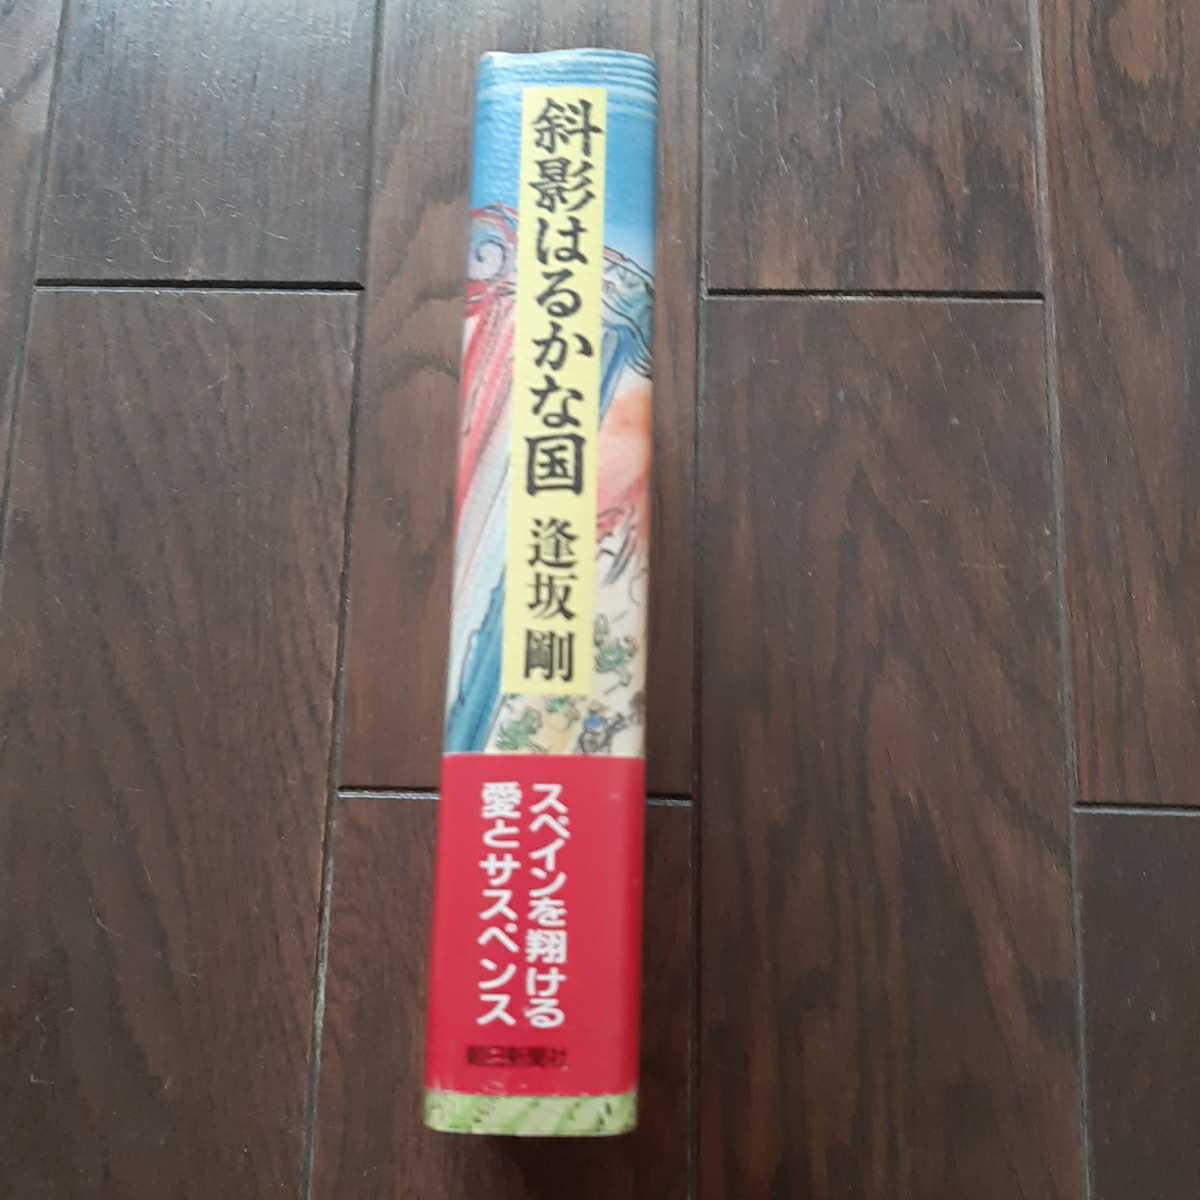 斜影はるかな国
逢坂剛
スペインを翔ける
愛とサスペンス
朝日新聞社